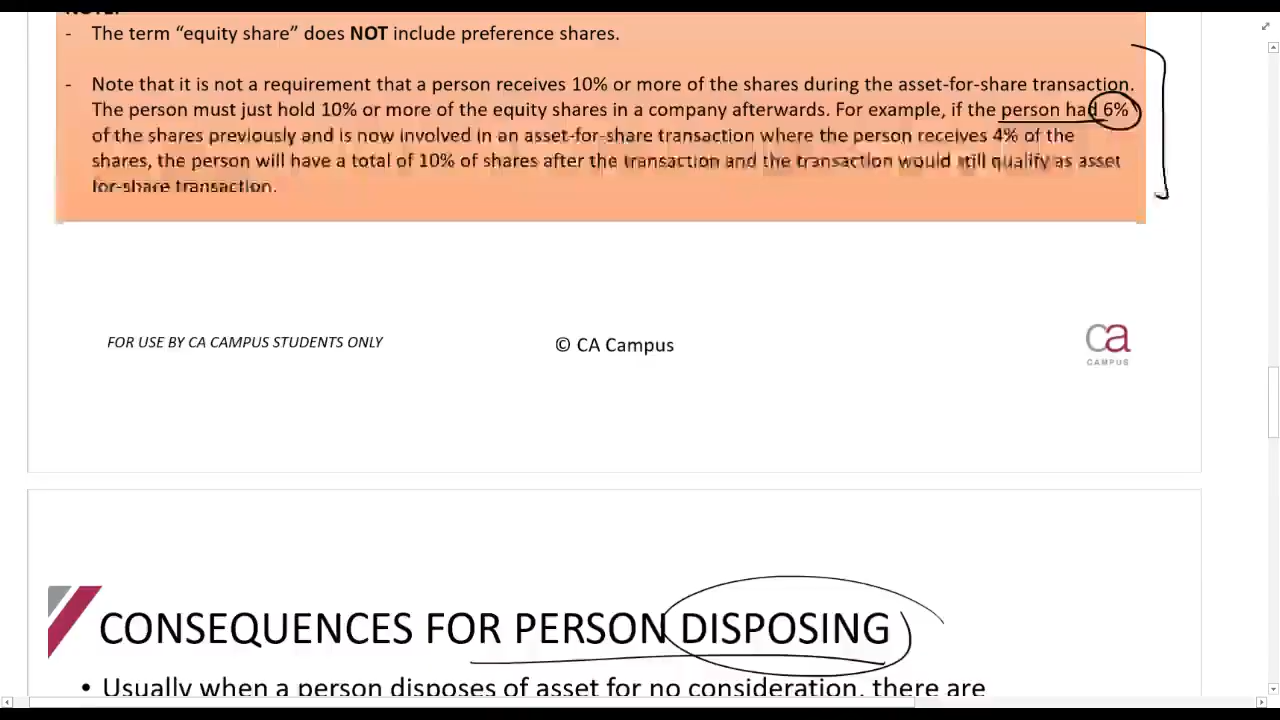 NOTE:
- The term “equity share” does NOT include preference shares.
- Note that it is not a requirement that a person receives 10% or more of the shares during the asset-for-share transaction.
The person must just hold 10% or more of the equity shares in a company afterwards. For example, if the person had 6%
of the shares previously and is now involved in an asset-for-share transaction where the person receives 4% of the
shares, the person will have a total of 10% of shares after the transaction and the transaction would still qualify as asset
for-share transaction.
FOR USE BY CA CAMPUS STUDENTS ONLY
© CA Campus
ca
CAMPUS
CONSEQUENCES FOR PERSON DISPOSING
• Usually when a person disposes of asset for no consideration, there are